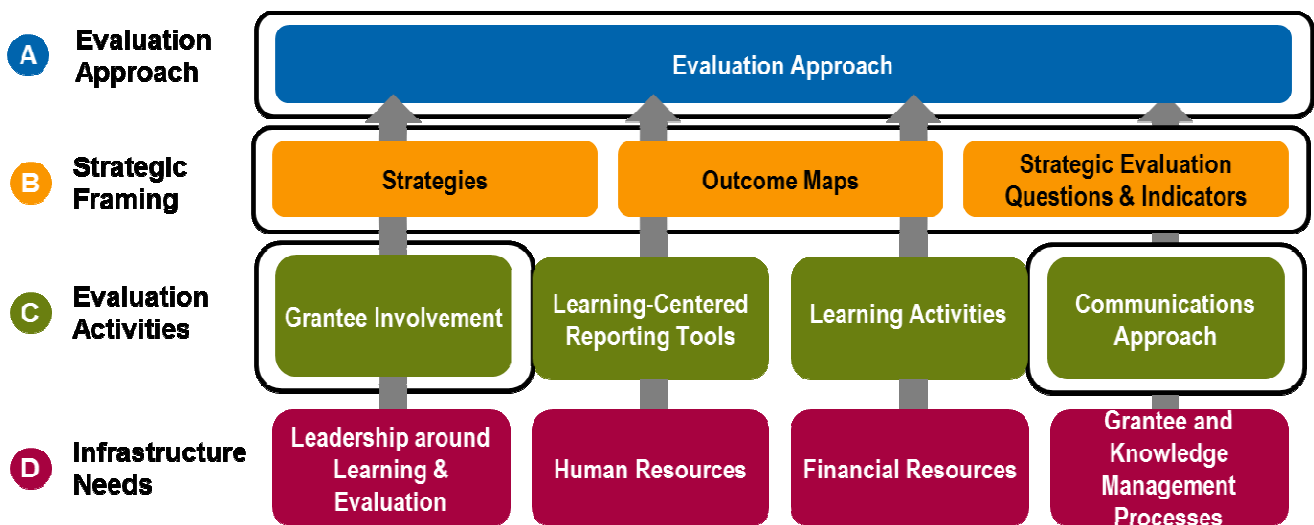 A
Evaluation
Approach
Evaluation Approach
B
Strategic
Framing
Strategies
Outcome Maps
Strategic Evaluation
Questions & Indicators
C
Evaluation
Activities
Grantee Involvement
Learning-Centered
Reporting Tools
Learning Activities
Communications
Approach
D
Infrastructure
Needs
Leadership around
Learning &
Evaluation
Human Resources
Financial Resources
Grantee and
Knowledge
Management
Processes